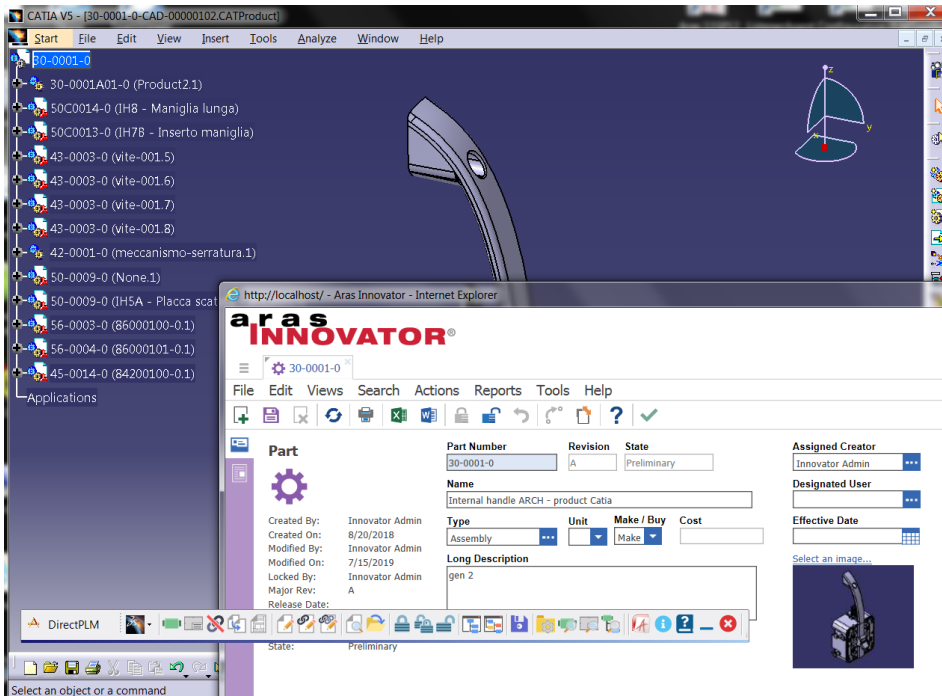 CATIA V5 - [30-0001-0-CAD-00000102.CATProduct]
Start File Edit View Insert Tools Analyze Window Help
30-0001-0
30-0001A01-0 (Product2.1)
50C0014-0 (IH8 - Maniglia lunga)
50C0013-0 (IH7B - Inserto maniglia)
43-0003-0 (vite-001.5)
43-0003-0 (vite-001.6)
43-0003-0 (vite-001.7)
43-0003-0 (vite-001.8)
42-0001-0 (meccanismo-serratura.1)
50-0009-0 (None.1)
50-0009-0 (IH5A - Placca scat
56-0003-0 (86000100-0.1)
56-0004-0 (86000101-0.1)
45-0014-0 (84200100-0.1)
Applications
z
y
x
http://localhost/ - Aras Innovator - Internet Explorer
aras
INNOVATOR®
30-0001-0
File Edit Views Search Actions Reports Tools Help
Part
Created By: Innovator Admin
Created On: 8/20/2018
Modified By: Innovator Admin
Modified On: 7/15/2019
Locked By: Innovator Admin
Major Rev: A
Release Date:
State: Preliminary
Part Number Revision State
30-0001-0 A Preliminary
Name
Internal handle ARCH - product Catia
Type Unit Make / Buy Cost
Assembly Make
Long Description
gen 2
Assigned Creator
Innovator Admin
Designated User
Effective Date
Select an image...
DirectPLM
Select an object or a command